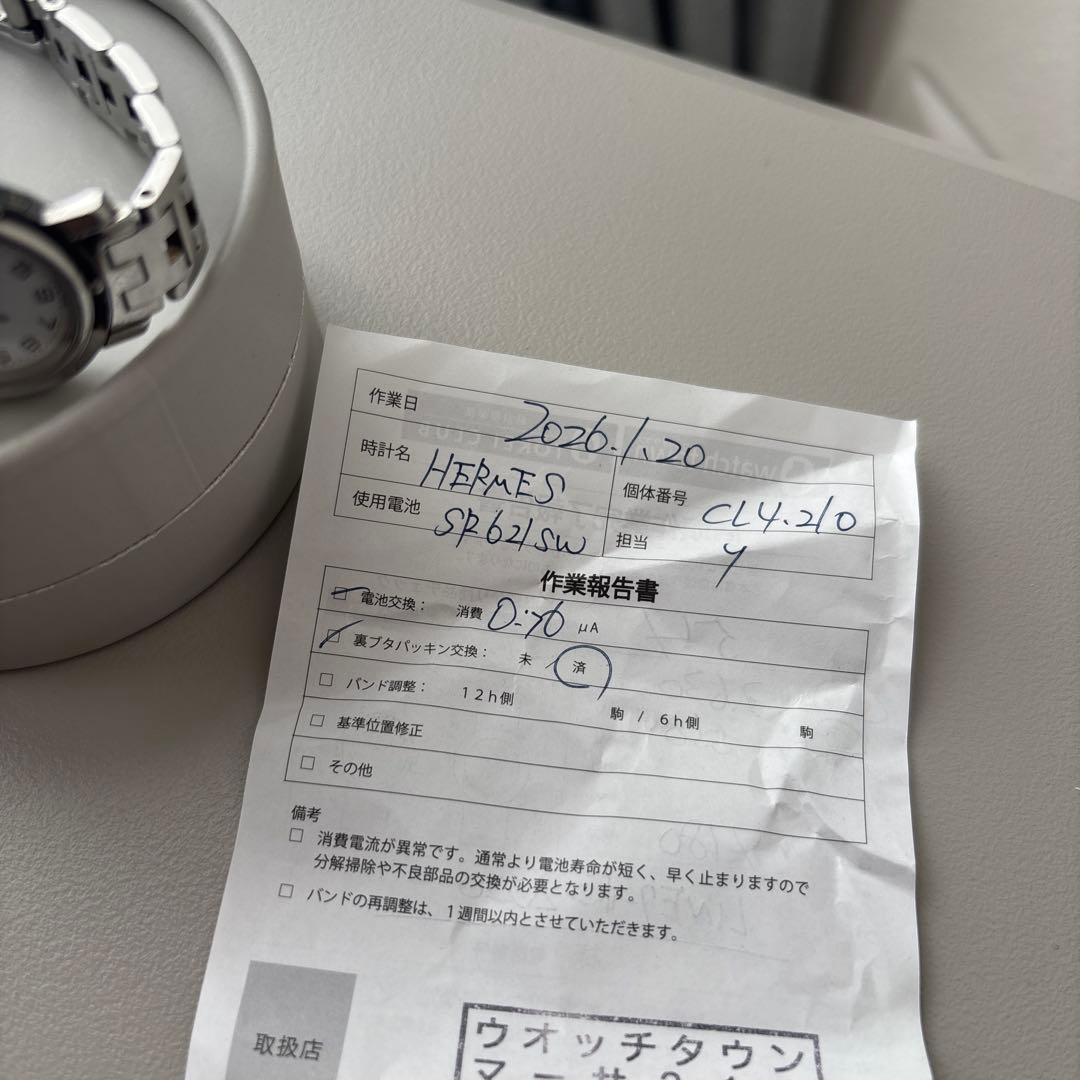 作業日 2026.1.20
時計名 HERMES 個体番号 CL4.210
使用電池 SR621SW 担当 y
作業報告書
電池交換： 消費 0.76 μA
裏ブタパッキン交換： 未 / 済
□ バンド調整： 12h側 駒 / 6h側 駒
□ 基準位置修正
□ その他
備考
□ 消費電流が異常です。通常より電池寿命が短く、早く止まりますので
分解掃除や不良部品の交換が必要となります。
□ バンドの再調整は、1週間以内とさせていただきます。
取扱店
ウオッチタウン